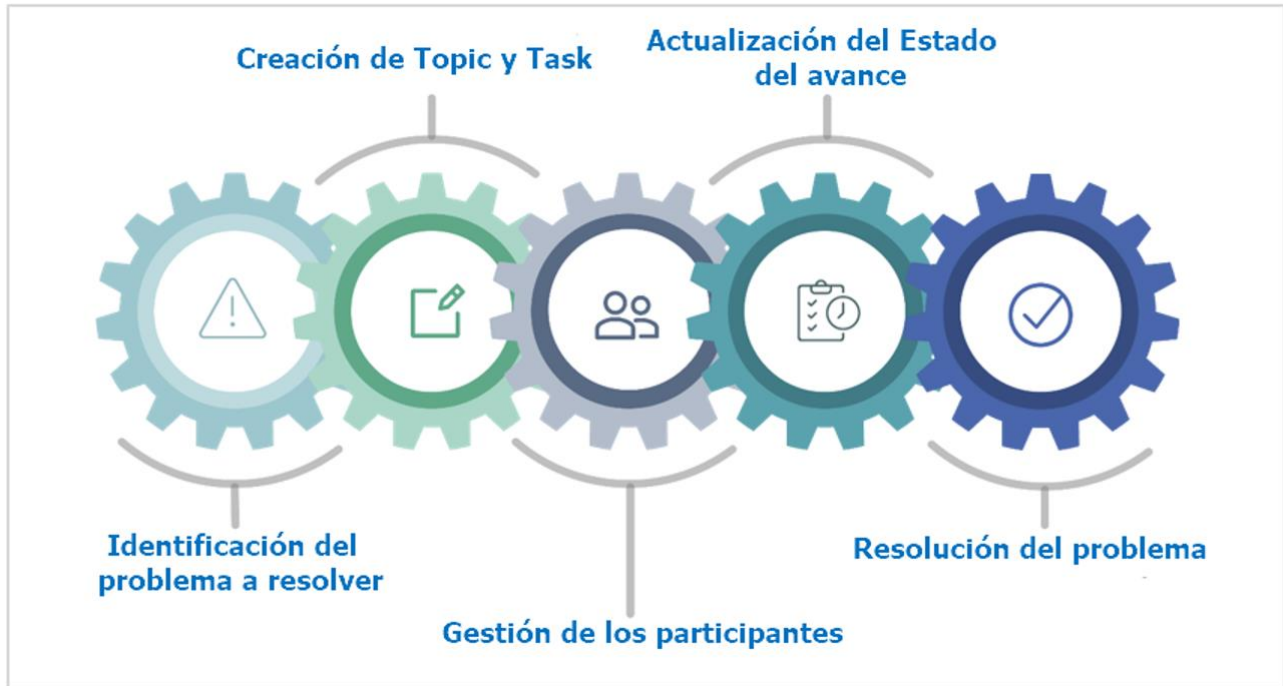 Creación de Topic y Task
Actualización del Estado
del avance
Identificación del
problema a resolver
Gestión de los participantes
Resolución del problema